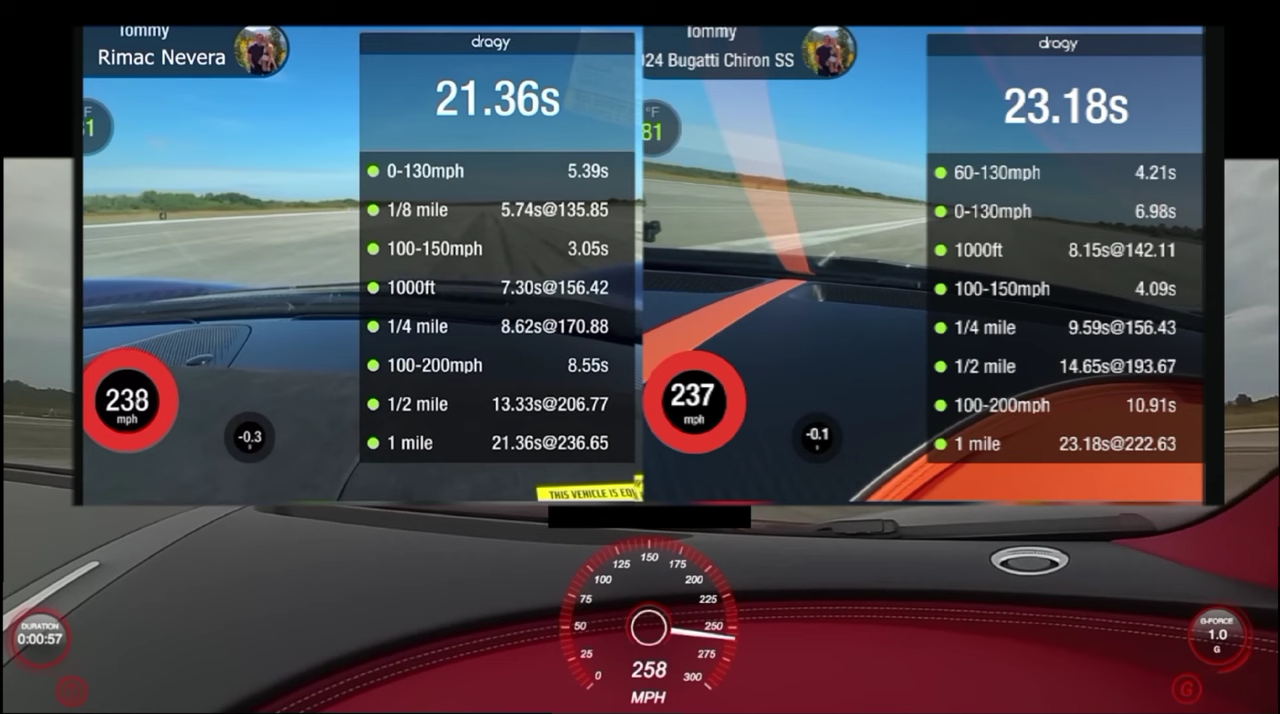 Tommy
Rimac Nevera
dragy
21.36s
0-130mph 5.39s
1/8 mile 5.74s@135.85
100-150mph 3.05s
1000ft 7.30s@156.42
1/4 mile 8.62s@170.88
100-200mph 8.55s
1/2 mile 13.33s@206.77
1 mile 21.36s@236.65
°F
81
238
mph
-0.3
g
THIS VEHICLE IS EQU
Tommy
024 Bugatti Chiron SS
dragy
23.18s
60-130mph 4.21s
0-130mph 6.98s
1000ft 8.15s@142.11
100-150mph 4.09s
1/4 mile 9.59s@156.43
1/2 mile 14.65s@193.67
100-200mph 10.91s
1 mile 23.18s@222.63
°F
81
237
mph
-0.1
g
DURATION
0:00:57
0
25
50
75
100
125
150
175
200
225
250
275
300
258
MPH
G-FORCE
1.0
G
G